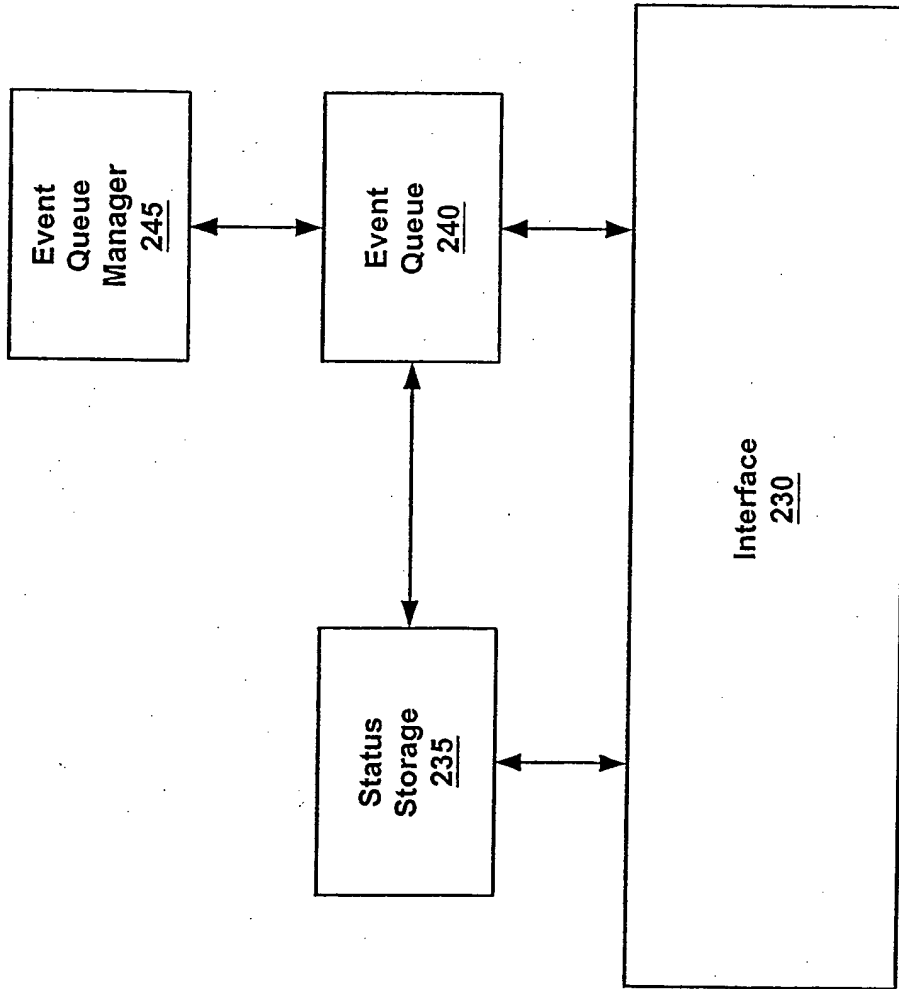 Event
Queue
Manager
245
Event
Queue
240
Status
Storage
235
Interface
230